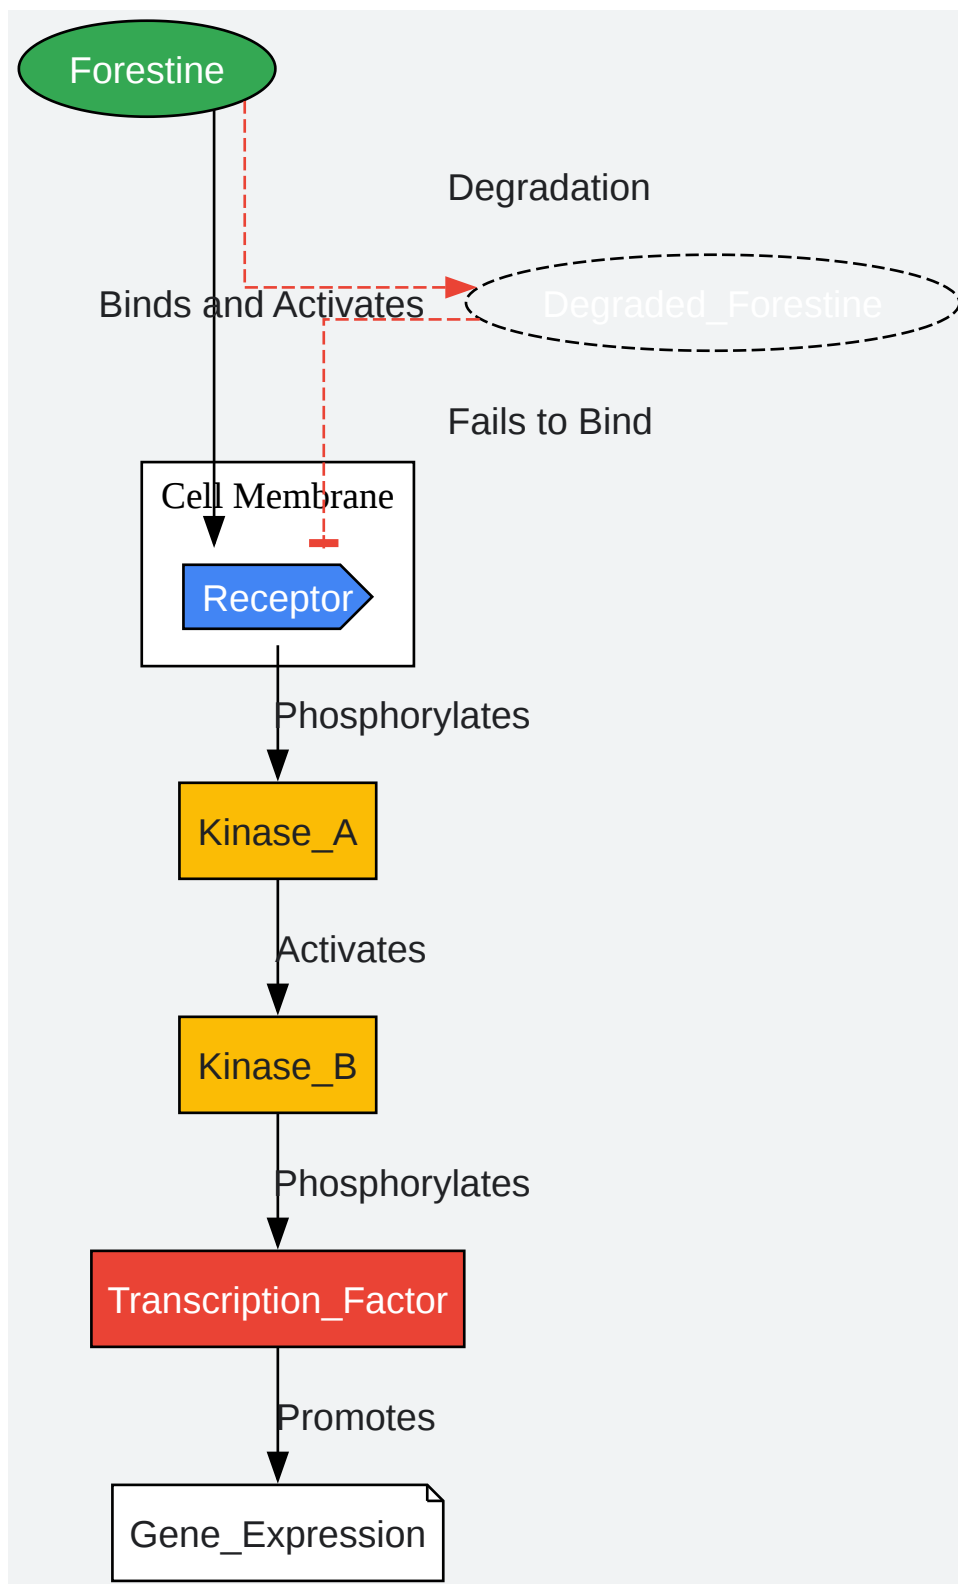 Forestine
Degradation
Binds and Activates
Degraded_Forestine
Fails to Bind
Cell Membrane
Receptor
Phosphorylates
Kinase_A
Activates
Kinase_B
Phosphorylates
Transcription_Factor
Promotes
Gene_Expression